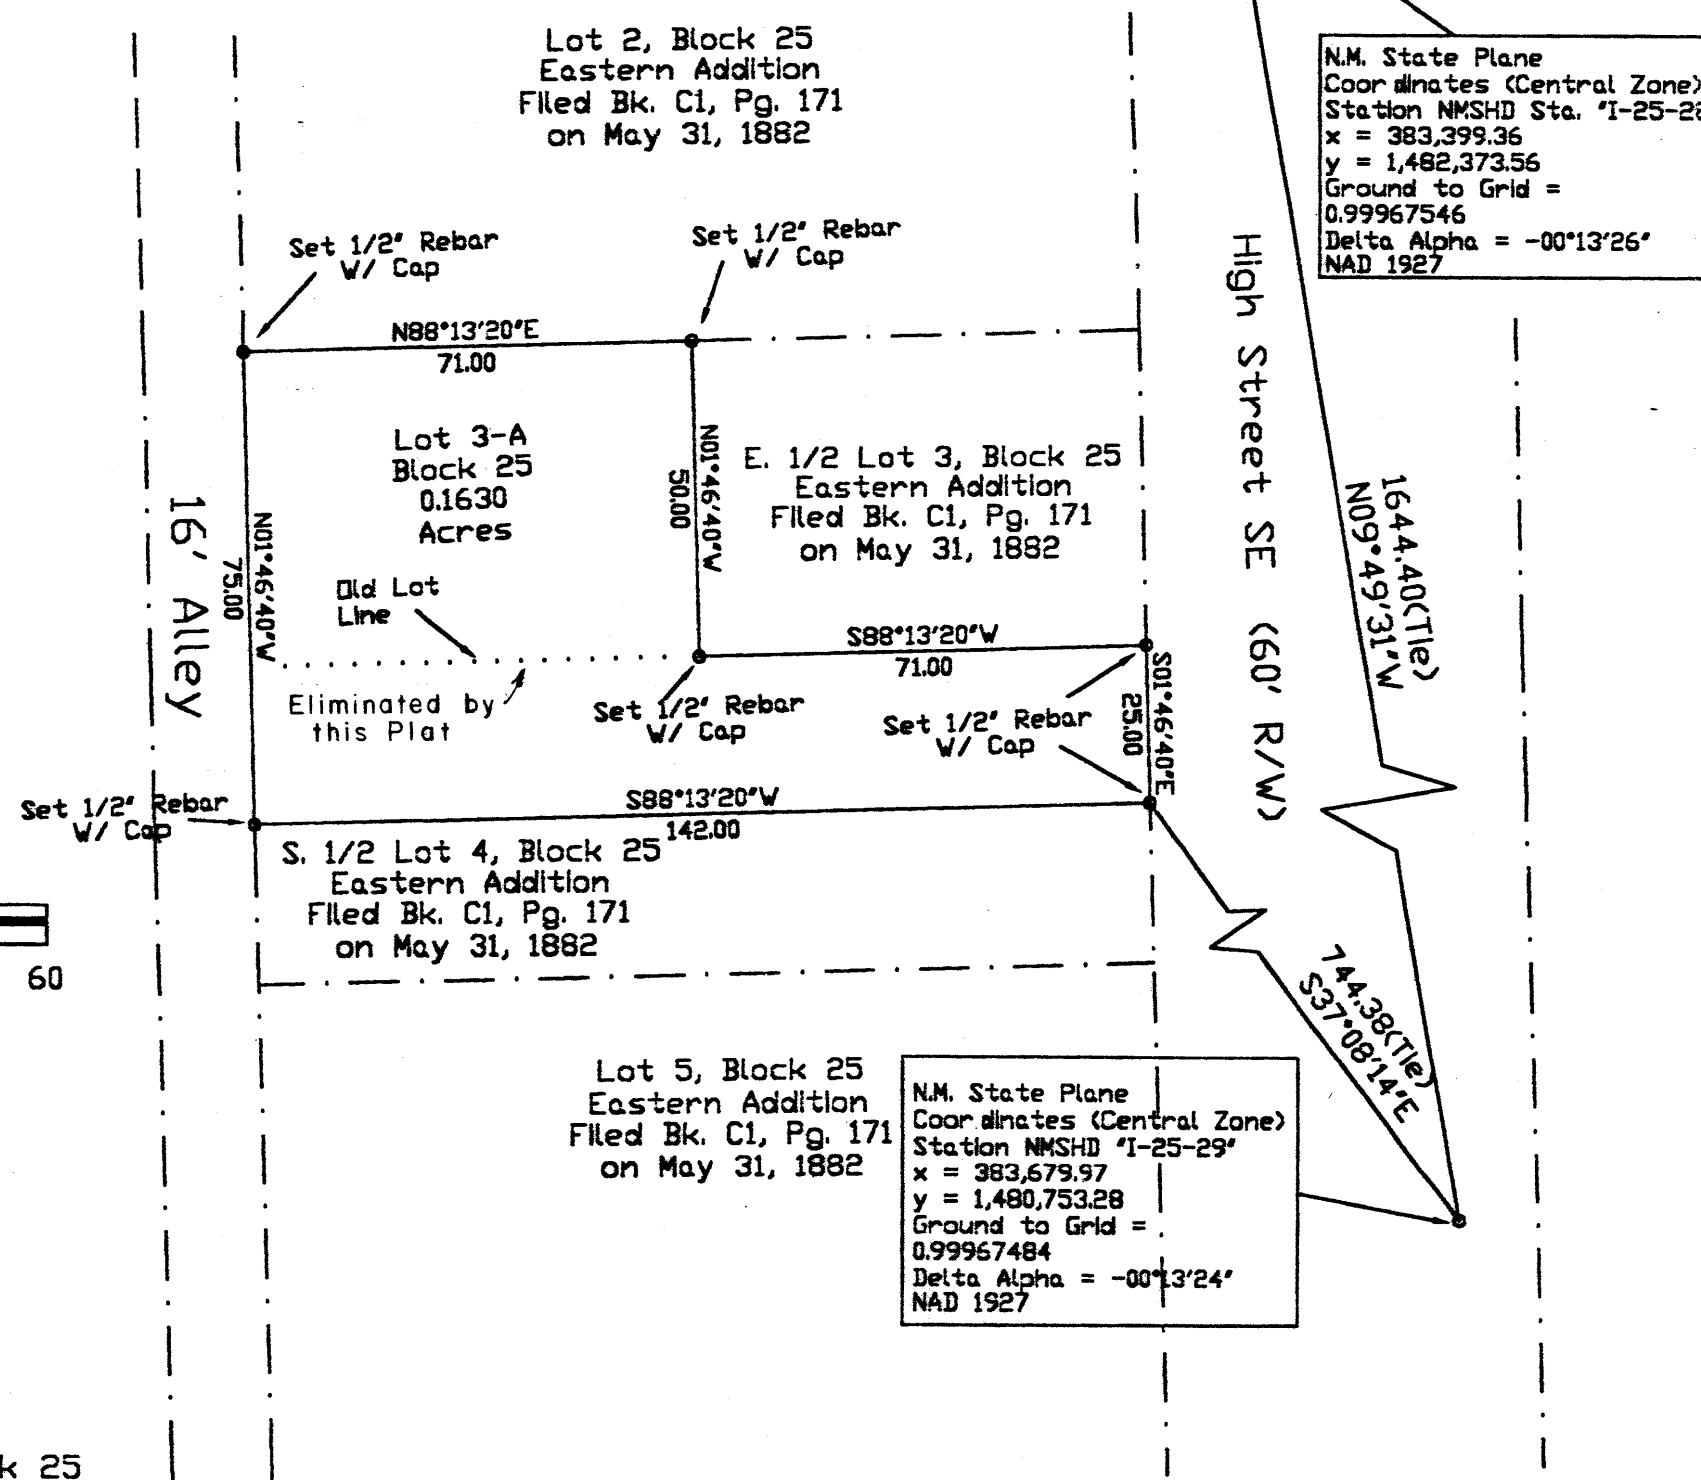 Lot 2, Block 25
Eastern Addition
Filed Bk. C1, Pg. 171
on May 31, 1882
N.M. State Plane
Coordinates (Central Zone)
Station NMSHD Sta. "I-25-28
x = 383,399.36
y = 1,482,373.56
Ground to Grid =
0.99967546
Delta Alpha = -00°13'26"
NAD 1927
Set 1/2" Rebar
W/ Cap
Set 1/2" Rebar
W/ Cap
N88°13'20"E
71.00
High Street SE (60' R/W)
Lot 3-A
Block 25
0.1630
Acres
N01°46'40"W
50.00
E. 1/2 Lot 3, Block 25
Eastern Addition
Filed Bk. C1, Pg. 171
on May 31, 1882
1644.40(Tie)
N09°49'31"W
16' Alley
N01°46'40"W
75.00
Old Lot
Line
Eliminated by
this Plat
S88°13'20"W
71.00
Set 1/2" Rebar
W/ Cap
Set 1/2" Rebar
W/ Cap
S01°46'40"E
25.00
Set 1/2" Rebar
W/ Cap
S88°13'20"W
142.00
S. 1/2 Lot 4, Block 25
Eastern Addition
Filed Bk. C1, Pg. 171
on May 31, 1882
60
744.38(Tie)
S37°08'14"E
Lot 5, Block 25
Eastern Addition
Filed Bk. C1, Pg. 171
on May 31, 1882
N.M. State Plane
Coordinates (Central Zone)
Station NMSHD "I-25-29"
x = 383,679.97
y = 1,480,753.28
Ground to Grid =
0.99967484
Delta Alpha = -00°13'24"
NAD 1927
k 25